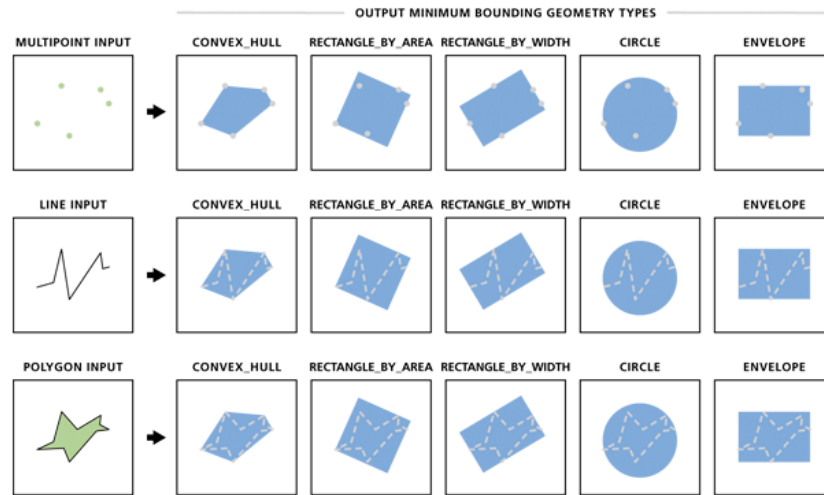 OUTPUT MINIMUM BOUNDING GEOMETRY TYPES
MULTIPOINT INPUT CONVEX_HULL RECTANGLE_BY_AREA RECTANGLE_BY_WIDTH CIRCLE ENVELOPE
LINE INPUT CONVEX_HULL RECTANGLE_BY_AREA RECTANGLE_BY_WIDTH CIRCLE ENVELOPE
POLYGON INPUT CONVEX_HULL RECTANGLE_BY_AREA RECTANGLE_BY_WIDTH CIRCLE ENVELOPE